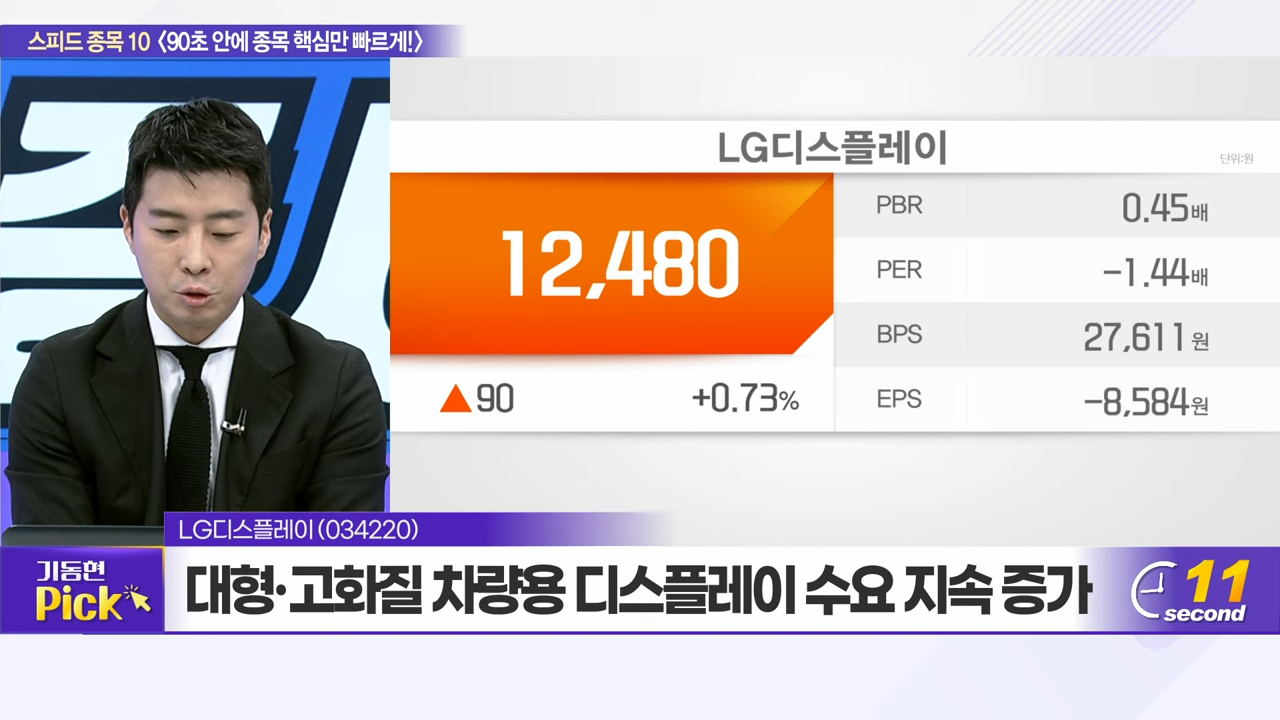 스피드 종목 10 <90초 안에 종목 핵심만 빠르게!>
LG디스플레이
단위:원
12,480
▲90 +0.73%
PBR 0.45배
PER -1.44배
BPS 27,611원
EPS -8,584원
LG디스플레이(034220)
기동현
Pick
대형·고화질 차량용 디스플레이 수요 지속 증가
11
second